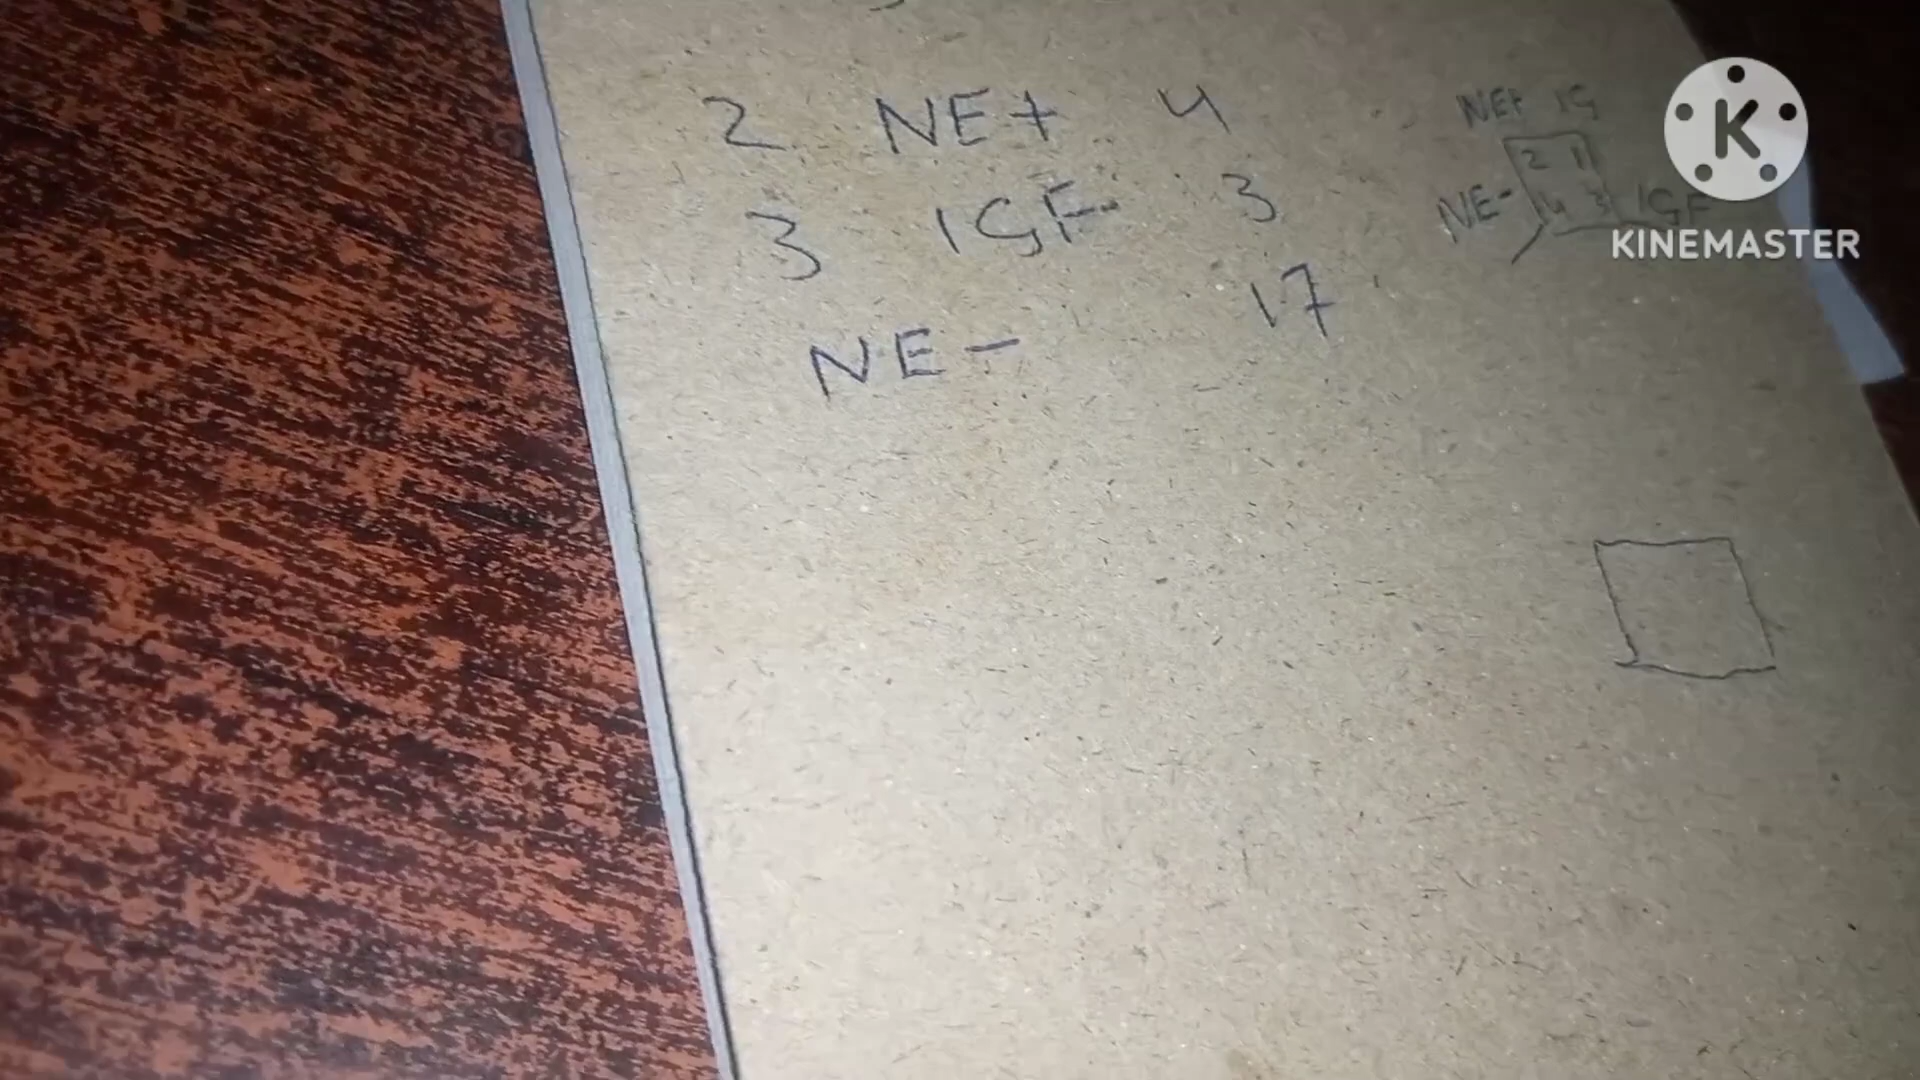 2 NE+ 4
3 IGF 3
NE- 17
NE+ IG
2 1
NE- 4 3 IGF
K
KINEMASTER